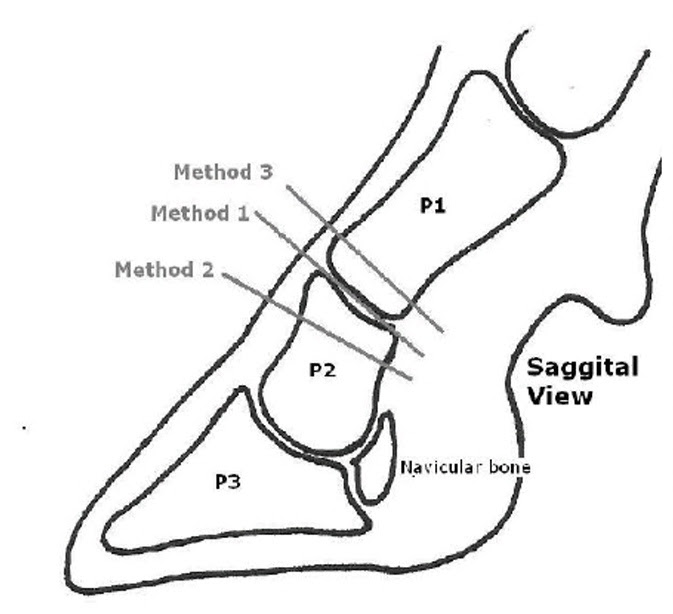 Method 3
Method 1
Method 2
P1
P2
P3
Saggital
View
Navicular bone